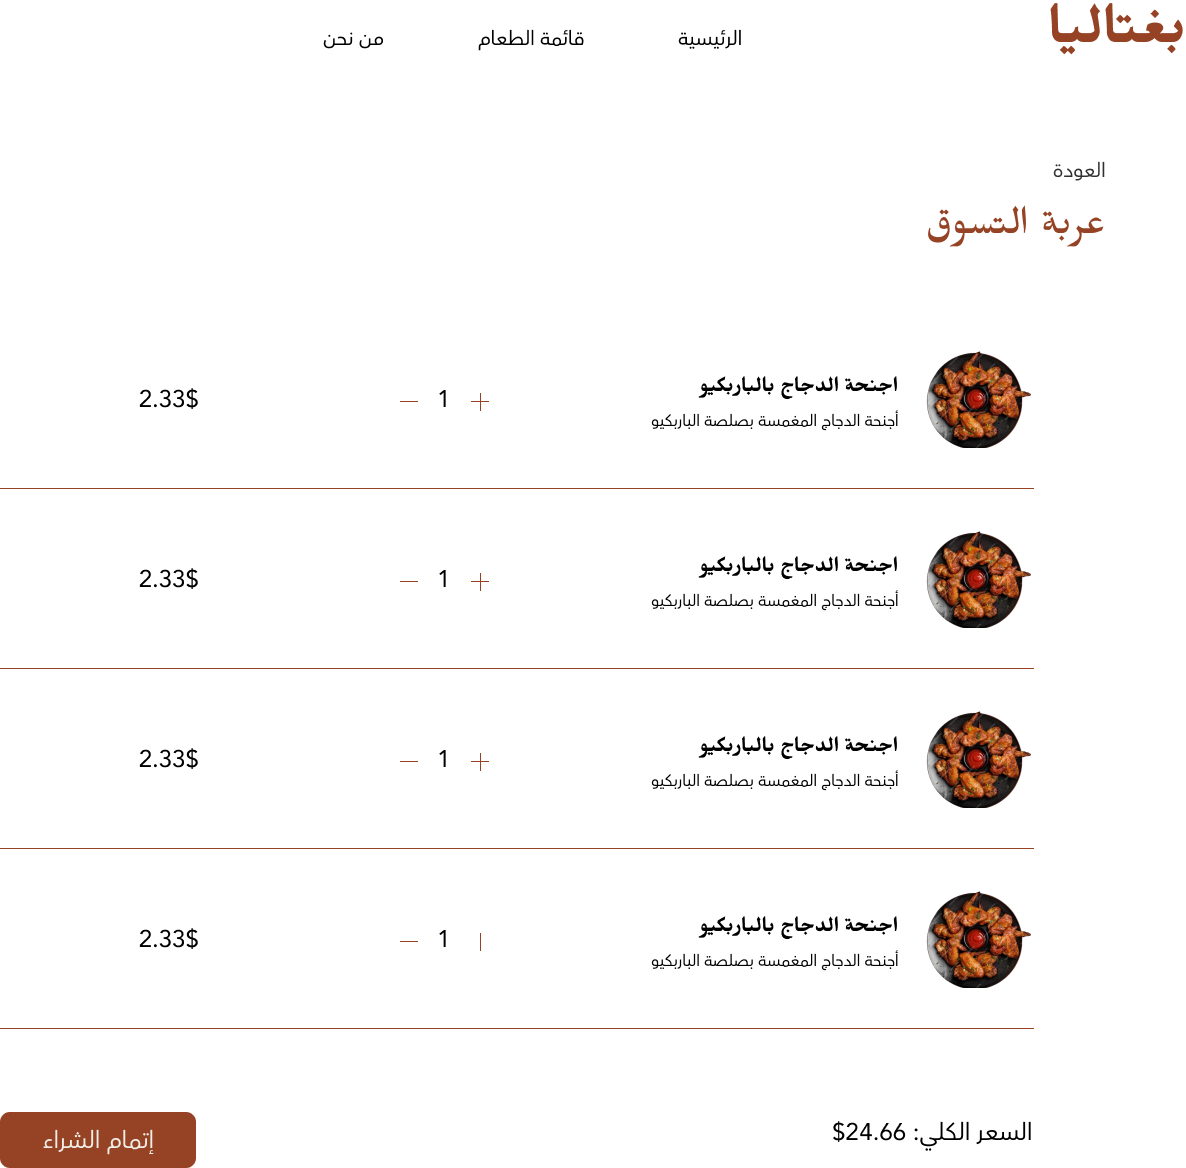 بغتاليا
الرئيسية
قائمة الطعام
من نحن
العودة
عربة التسوق
اجنحة الدجاج بالباربكيو
أجنحة الدجاج المغمسة بصلصة الباربكيو
+ 1 —
2.33$
اجنحة الدجاج بالباربكيو
أجنحة الدجاج المغمسة بصلصة الباربكيو
+ 1 —
2.33$
اجنحة الدجاج بالباربكيو
أجنحة الدجاج المغمسة بصلصة الباربكيو
+ 1 —
2.33$
اجنحة الدجاج بالباربكيو
أجنحة الدجاج المغمسة بصلصة الباربكيو
| 1 —
2.33$
السعر الكلي: 24.66$
إتمام الشراء